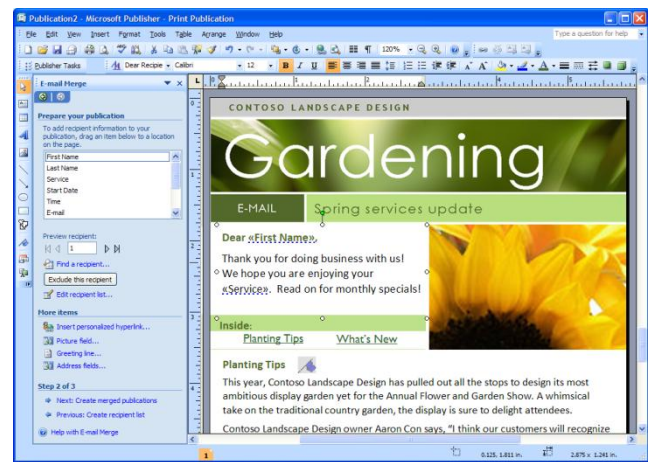 Publication2 - Microsoft Publisher - Print Publication
File Edit View Insert Format Tools Table Arrange Window Help
Type a question for help
120%
Publisher Tasks
Dear Recipe Calibri 12 B I U
E-mail Merge
Prepare your publication
To add recipient information to your
publication, drag an item below to a location
on the page.
First Name
Last Name
Service
Start Date
Time
E-mail
Preview recipient:
1
Find a recipient...
Exclude this recipient
Edit recipient list...
More items
Insert personalized hyperlink...
Picture field...
Greeting line...
Address fields...
Step 2 of 3
Next: Create merged publications
Previous: Create recipient list
Help with E-mail Merge
CONTOSO LANDSCAPE DESIGN
Gardening
E-MAIL Spring services update
Dear «First Name»,
Thank you for doing business with us!
We hope you are enjoying your
«Service». Read on for monthly specials!
Inside:
Planting Tips What's New
Planting Tips
This year, Contoso Landscape Design has pulled out all the stops to design its most
ambitious display garden yet for the Annual Flower and Garden Show. A whimsical
take on the traditional country garden, the display is sure to delight attendees.
Contoso Landscape Design owner Aaron Con says, "I think our customers will recognize
1
0.125, 1.811 in. 2.875 x 1.241 in.